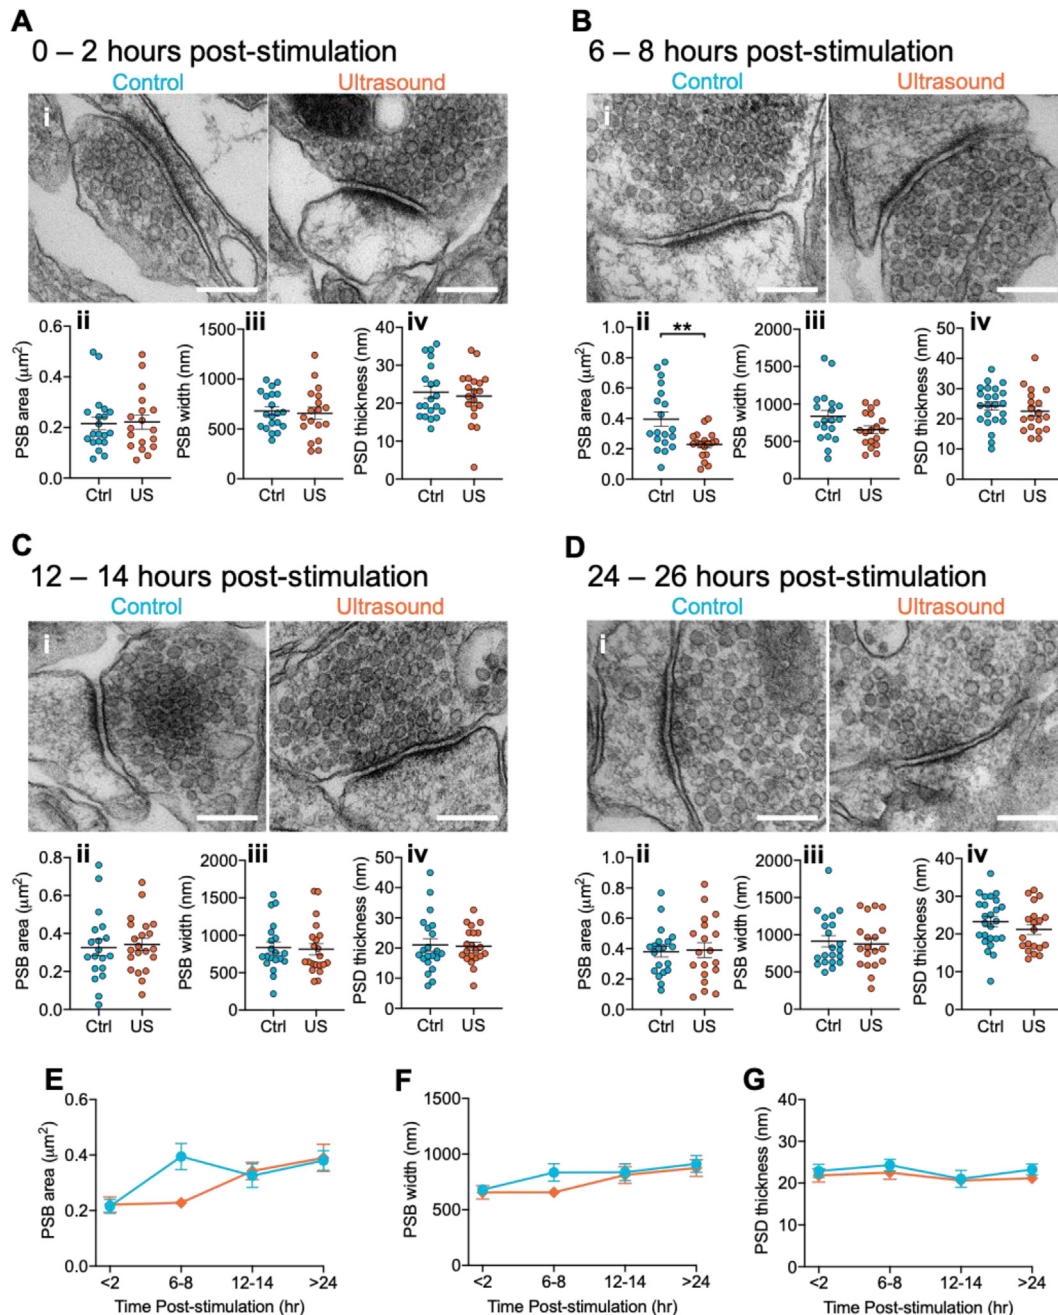 A
0 – 2 hours post-stimulation
Control Ultrasound
i
ii iii iv
PSB area (μm²)
0.6
0.4
0.2
0.0
Ctrl US
PSB width (nm)
1500
1000
500
0
Ctrl US
PSD thickness (nm)
40
30
20
10
0
Ctrl US
B
6 – 8 hours post-stimulation
Control Ultrasound
i
ii iii iv
PSB area (μm²)
1.0
0.8
0.6
0.4
0.2
0.0
**
Ctrl US
PSB width (nm)
2000
1500
1000
500
0
Ctrl US
PSD thickness (nm)
50
40
30
20
10
0
Ctrl US
C
12 – 14 hours post-stimulation
Control Ultrasound
i
ii iii iv
PSB area (μm²)
0.8
0.6
0.4
0.2
0.0
Ctrl US
PSB width (nm)
2000
1500
1000
500
0
Ctrl US
PSD thickness (nm)
50
40
30
20
10
0
Ctrl US
D
24 – 26 hours post-stimulation
Control Ultrasound
i
ii iii iv
PSB area (μm²)
1.0
0.8
0.6
0.4
0.2
0.0
Ctrl US
PSB width (nm)
2000
1500
1000
500
0
Ctrl US
PSD thickness (nm)
40
30
20
10
0
Ctrl US
E
PSB area (μm²)
0.6
0.4
0.2
0.0
<2 6-8 12-14 >24
Time Post-stimulation (hr)
F
PSB width (nm)
1500
1000
500
0
<2 6-8 12-14 >24
Time Post-stimulation (hr)
G
PSD thickness (nm)
40
30
20
10
0
<2 6-8 12-14 >24
Time Post-stimulation (hr)